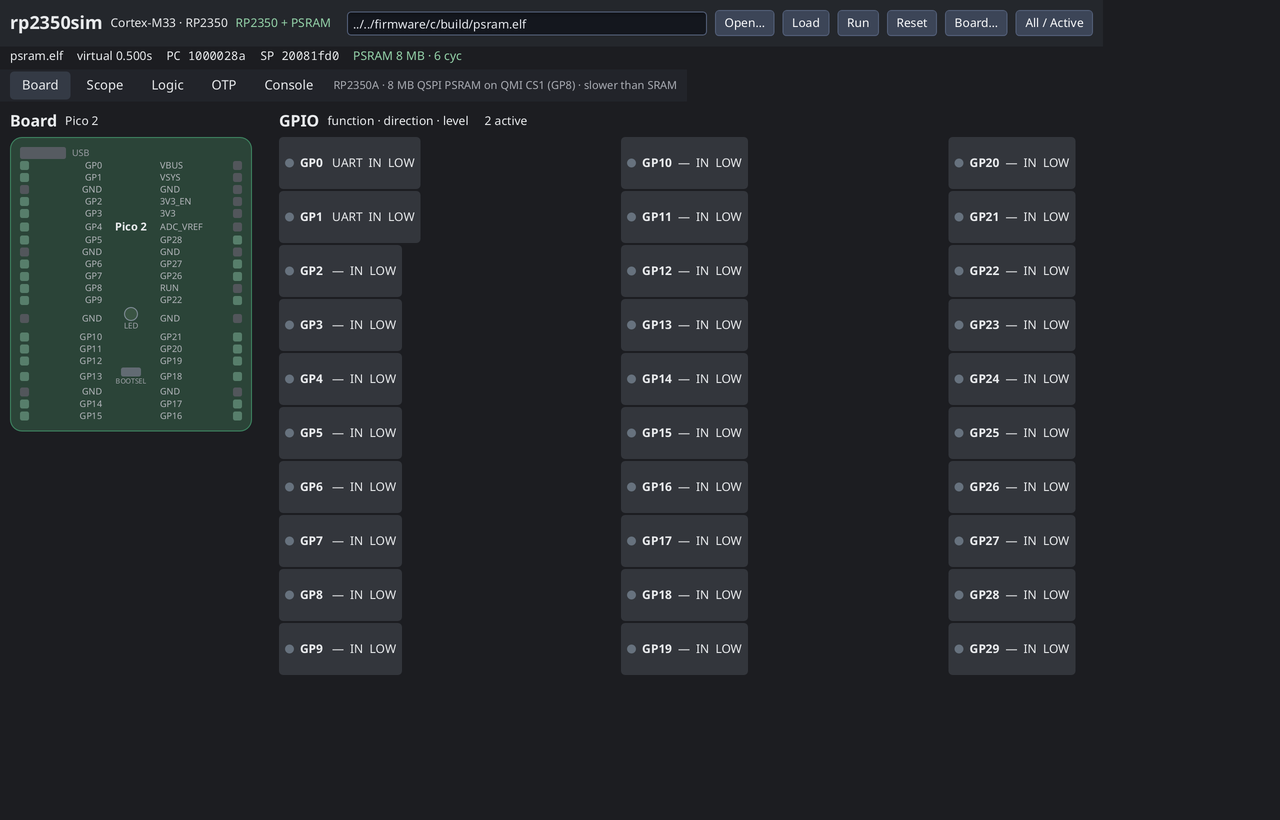 rp2350sim Cortex-M33 · RP2350 RP2350 + PSRAM ../../firmware/c/build/psram.elf Open... Load Run Reset Board... All / Active
psram.elf virtual 0.500s PC 1000028a SP 20081fd0 PSRAM 8 MB · 6 cyc
Board Scope Logic OTP Console RP2350A · 8 MB QSPI PSRAM on QMI CS1 (GP8) · slower than SRAM
Board Pico 2
USB
GP0 VBUS
GP1 VSYS
GND GND
GP2 3V3_EN
GP3 3V3
GP4 Pico 2 ADC_VREF
GP5 GP28
GND GND
GP6 GP27
GP7 GP26
GP8 RUN
GP9 GP22
GND GND
LED
GP10 GP21
GP11 GP20
GP12 GP19
GP13 GP18
BOOTSEL
GND GND
GP14 GP17
GP15 GP16
GPIO function · direction · level 2 active
GP0 UART IN LOW
GP1 UART IN LOW
GP2 — IN LOW
GP3 — IN LOW
GP4 — IN LOW
GP5 — IN LOW
GP6 — IN LOW
GP7 — IN LOW
GP8 — IN LOW
GP9 — IN LOW
GP10 — IN LOW
GP11 — IN LOW
GP12 — IN LOW
GP13 — IN LOW
GP14 — IN LOW
GP15 — IN LOW
GP16 — IN LOW
GP17 — IN LOW
GP18 — IN LOW
GP19 — IN LOW
GP20 — IN LOW
GP21 — IN LOW
GP22 — IN LOW
GP23 — IN LOW
GP24 — IN LOW
GP25 — IN LOW
GP26 — IN LOW
GP27 — IN LOW
GP28 — IN LOW
GP29 — IN LOW